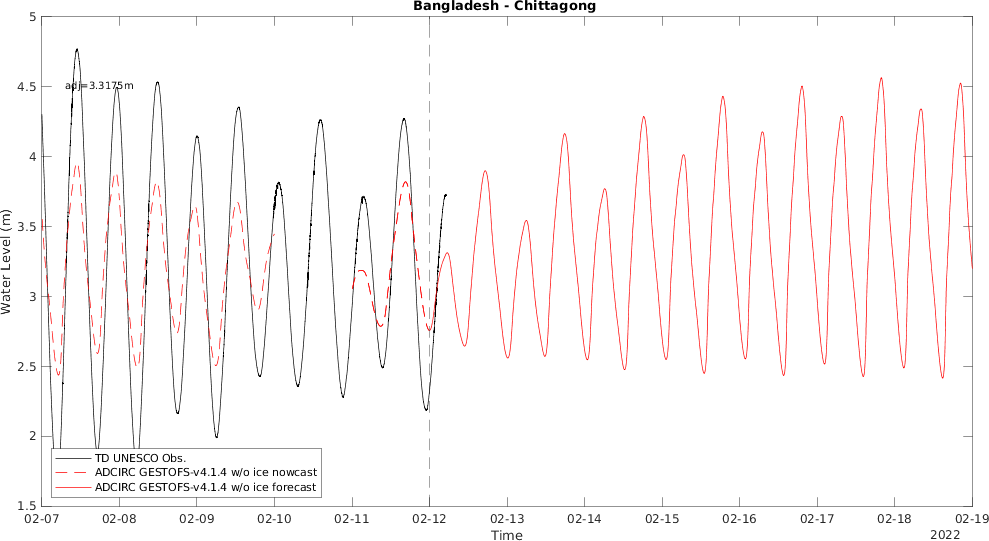 Bangladesh - Chittagong
Water Level (m)
5
4.5
4
3.5
3
2.5
2
1.5
adj=3.3175m
TD UNESCO Obs.
ADCIRC GESTOFS-v4.1.4 w/o ice nowcast
ADCIRC GESTOFS-v4.1.4 w/o ice forecast
02-07 02-08 02-09 02-10 02-11 02-12 02-13 02-14 02-15 02-16 02-17 02-18 02-19
Time
2022